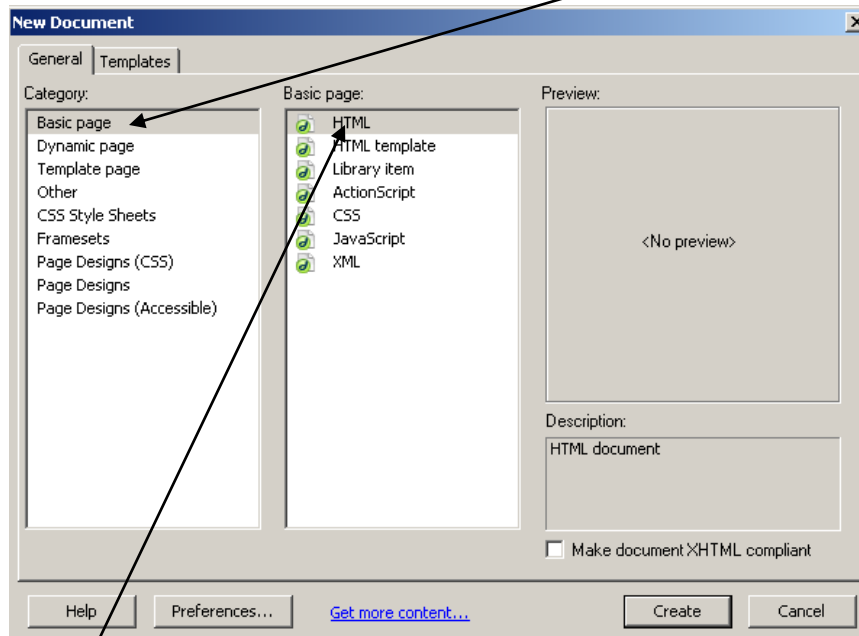 New Document
General
Templates
Category:
Basic page
Dynamic page
Template page
Other
CSS Style Sheets
Framesets
Page Designs (CSS)
Page Designs
Page Designs (Accessible)
Basic page:
HTML
HTML template
Library item
ActionScript
CSS
JavaScript
XML
Preview:
<No preview>
Description:
HTML document
Make document XHTML compliant
Help
Preferences...
Get more content...
Create
Cancel